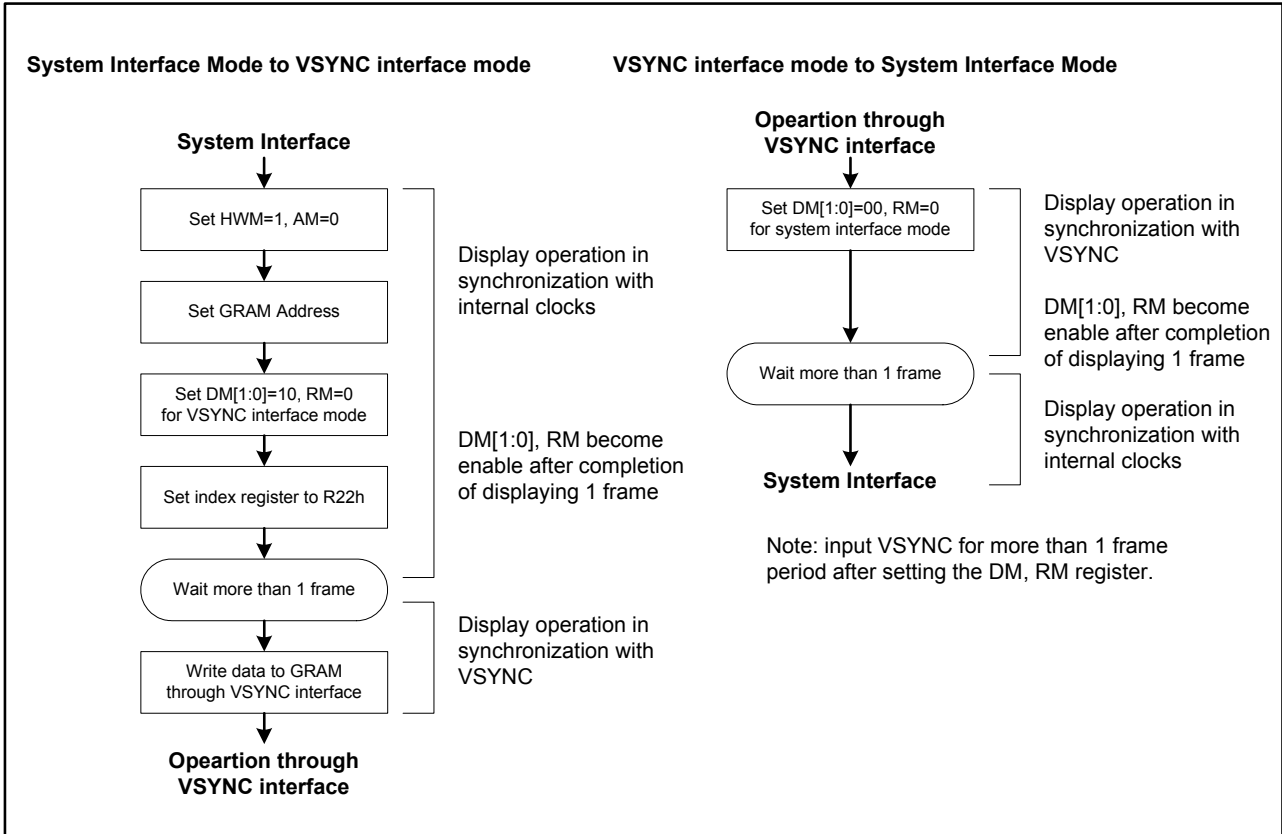 System Interface Mode to VSYNC interface mode
System Interface
Set HWM=1, AM=0
Set GRAM Address
Set DM[1:0]=10, RM=0
for VSYNC interface mode
Set index register to R22h
Wait more than 1 frame
Write data to GRAM
through VSYNC interface
Opeartion through
VSYNC interface
Display operation in
synchronization with
internal clocks
DM[1:0], RM become
enable after completion
of displaying 1 frame
Display operation in
synchronization with
VSYNC
VSYNC interface mode to System Interface Mode
Opeartion through
VSYNC interface
Set DM[1:0]=00, RM=0
for system interface mode
Wait more than 1 frame
System Interface
Display operation in
synchronization with
VSYNC
DM[1:0], RM become
enable after completion
of displaying 1 frame
Display operation in
synchronization with
internal clocks
Note: input VSYNC for more than 1 frame
period after setting the DM, RM register.